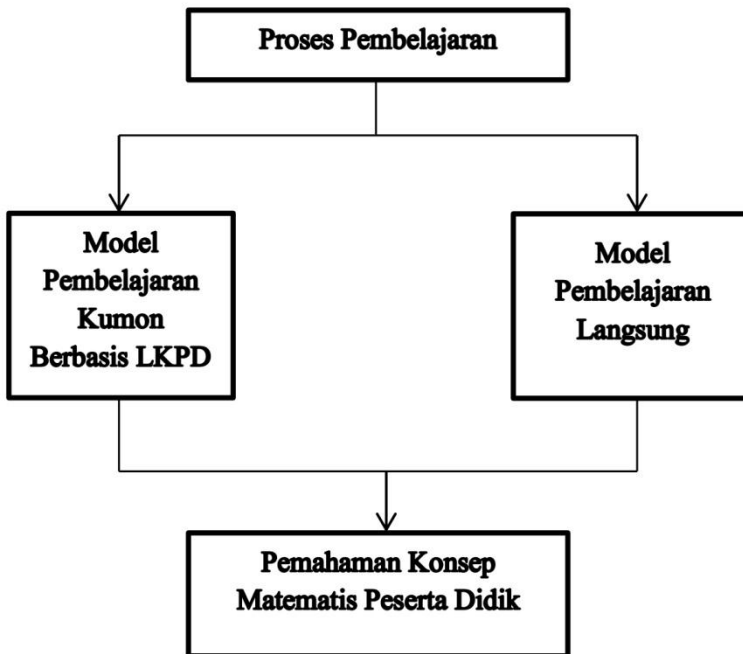 Proses Pembelajaran
Model
Pembelajaran
Kumon
Berbasis LKPD
Model
Pembelajaran
Langsung
Pemahaman Konsep
Matematis Peserta Didik